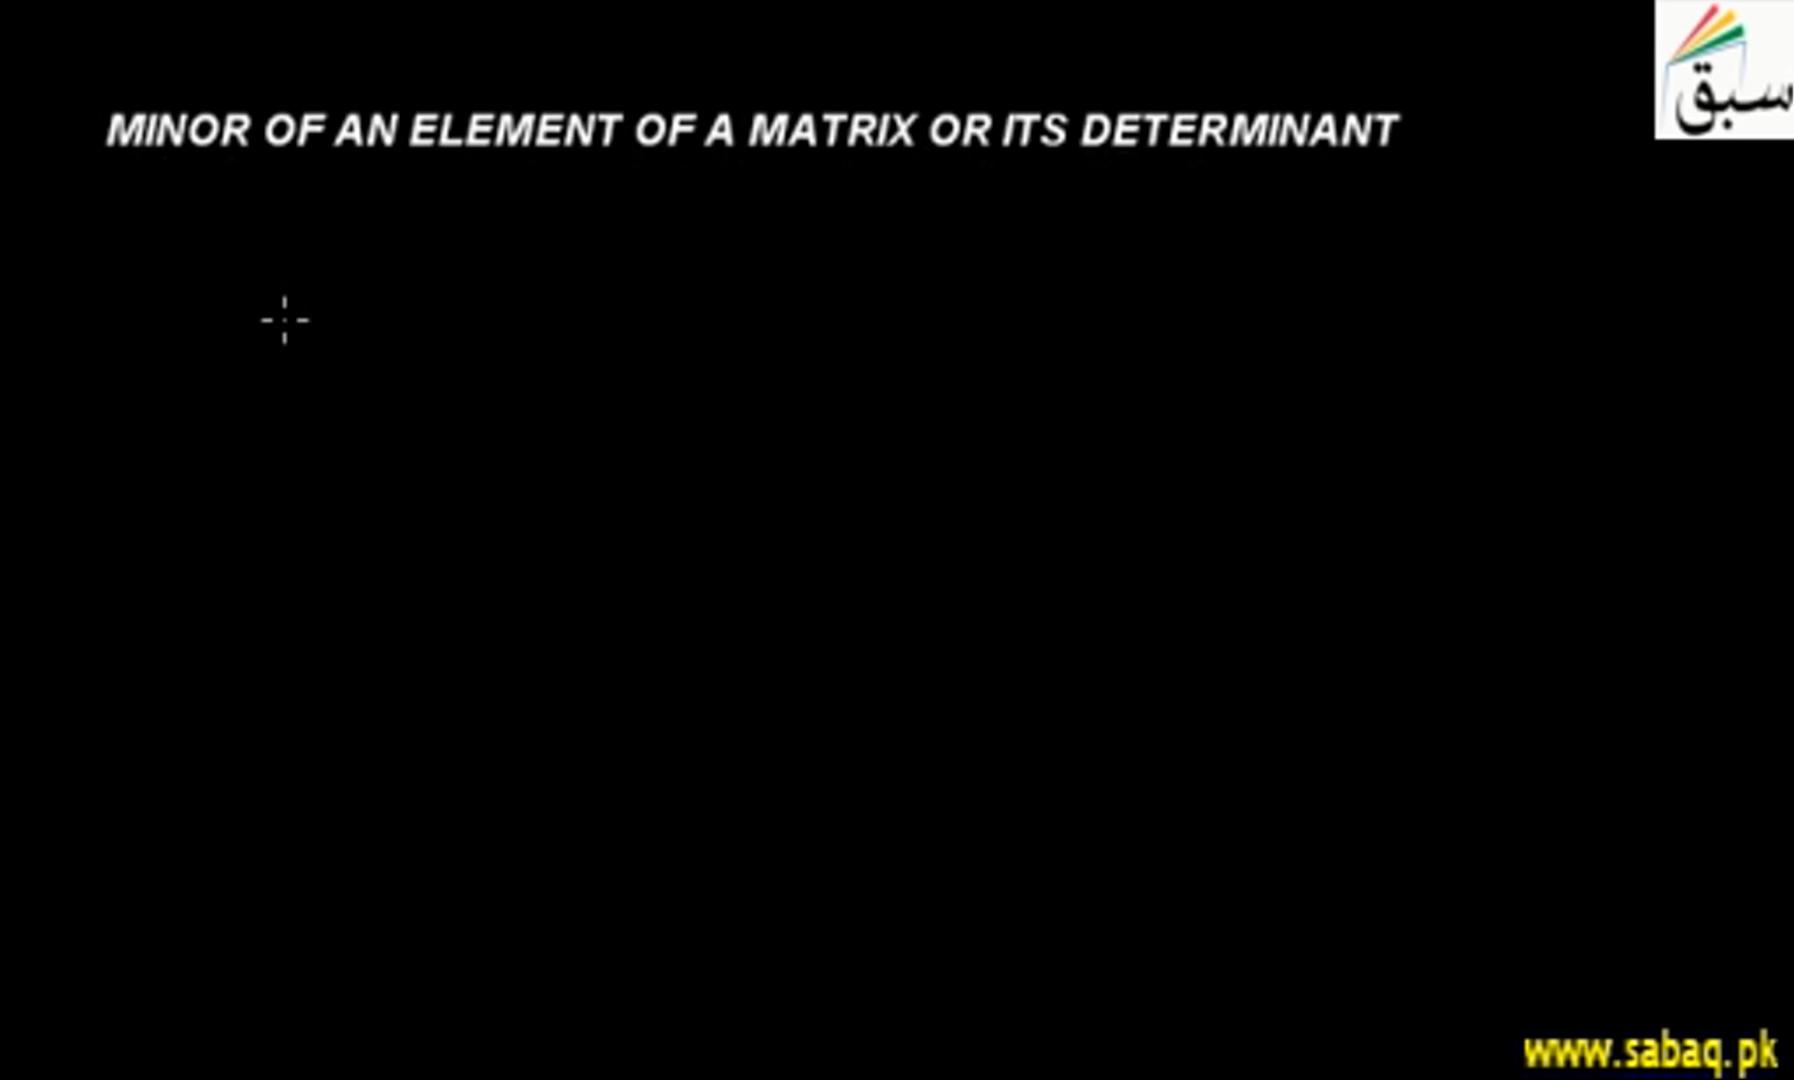 سبق
MINOR OF AN ELEMENT OF A MATRIX OR ITS DETERMINANT
www.sabaq.pk